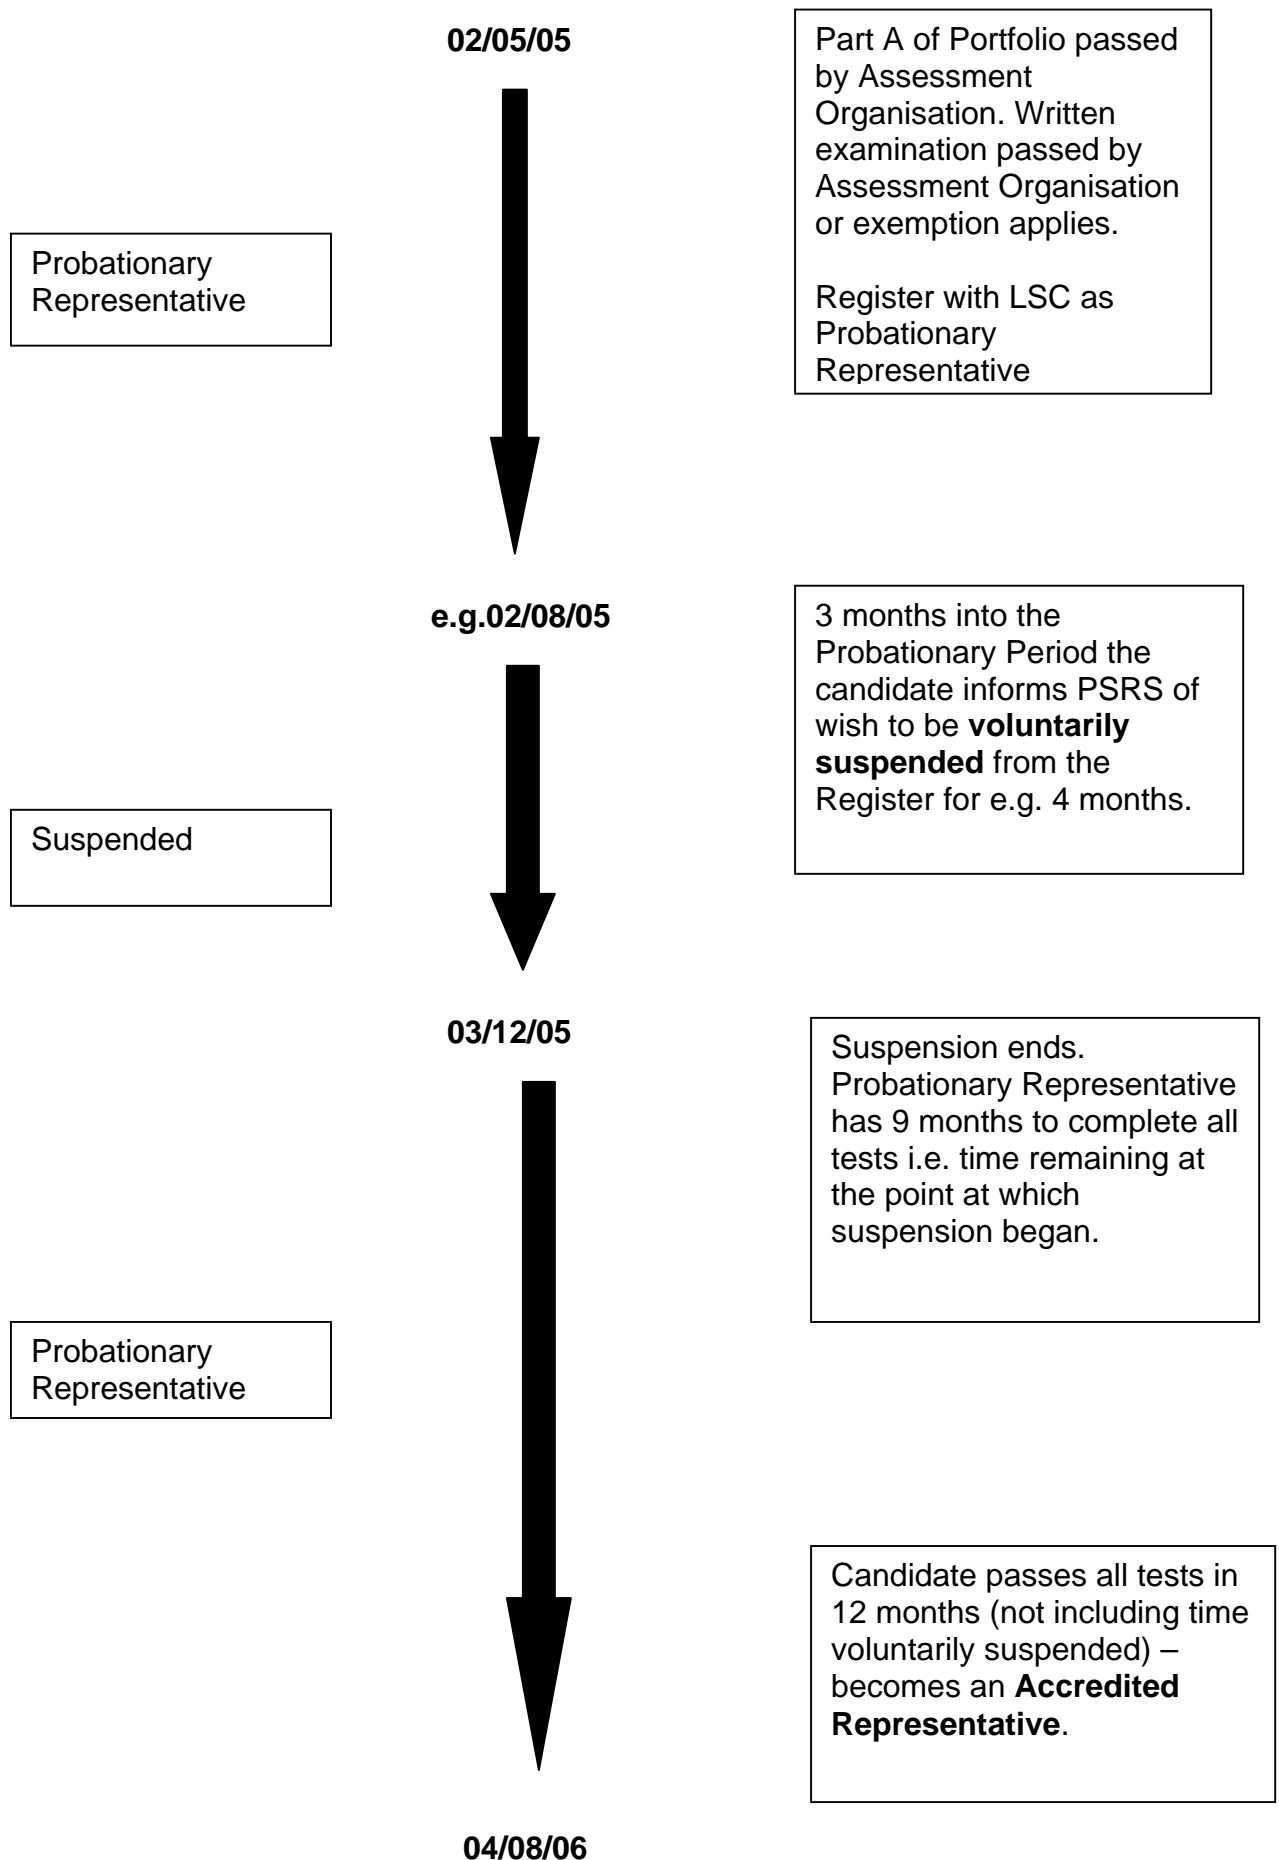 02/05/05
Part A of Portfolio passed
by Assessment
Organisation. Written
examination passed by
Assessment Organisation
or exemption applies.
Register with LSC as
Probationary
Representative
Probationary
Representative
e.g.02/08/05
3 months into the
Probationary Period the
candidate informs PSRS of
wish to be voluntarily
suspended from the
Register for e.g. 4 months.
Suspended
03/12/05
Suspension ends.
Probationary Representative
has 9 months to complete all
tests i.e. time remaining at
the point at which
suspension began.
Probationary
Representative
Candidate passes all tests in
12 months (not including time
voluntarily suspended) –
becomes an Accredited
Representative.
04/08/06